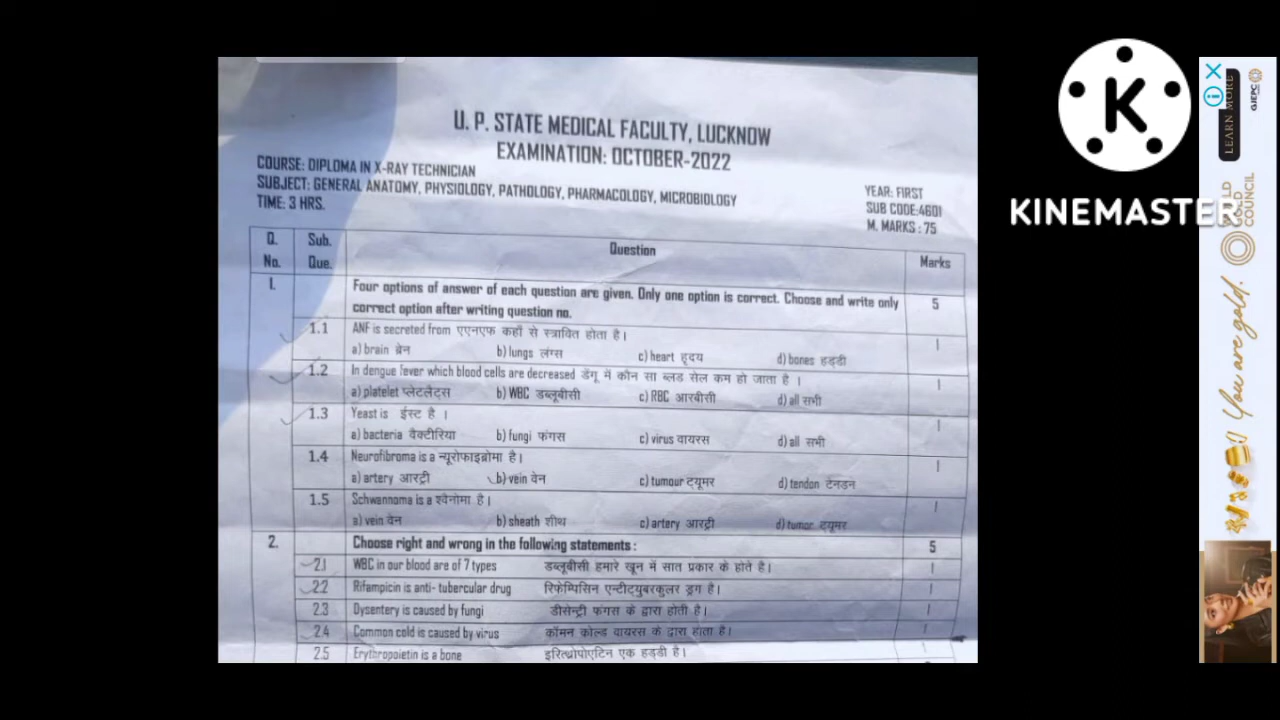 U. P. STATE MEDICAL FACULTY, LUCKNOW
EXAMINATION: OCTOBER-2022
COURSE: DIPLOMA IN X-RAY TECHNICIAN
SUBJECT: GENERAL ANATOMY, PHYSIOLOGY, PATHOLOGY, PHARMACOLOGY, MICROBIOLOGY
TIME: 3 HRS.
YEAR: FIRST
SUB CODE:4601
M. MARKS : 75
Q. No. Sub. Que. Question Marks
1. Four options of answer of each question are given. Only one option is correct. Choose and write only 5
correct option after writing question no.
1.1 ANF is secreted from एएनएफ कहाँ से स्त्रावित होता है। 1
a) brain ब्रेन b) lungs लंग्स c) heart हृदय d) bones हड्डी
1.2 In dengue fever which blood cells are decreased डेंगू में कौन सा ब्लड सेल कम हो जाता है । 1
a) platelet प्लेटलैट्स b) WBC डब्लूबीसी c) RBC आरबीसी d) all सभी
1.3 Yeast is ईस्ट है । 1
a) bacteria वैक्टीरिया b) fungi फंगस c) virus वायरस d) all सभी
1.4 Neurofibroma is a न्यूरोफाइब्रोमा है। 1
a) artery आरट्री b) vein वेन c) tumour ट्यूमर d) tendon टेनडन
1.5 Schwannoma is a श्वैनोमा है। 1
a) vein वेन b) sheath शीथ c) artery आरट्री d) tumor ट्यूमर
2. Choose right and wrong in the following statements : 5
2.1 WBC in our blood are of 7 types डब्लूबीसी हमारे खून में सात प्रकार के होते है। 1
2.2 Rifampicin is anti- tubercular drug रिफेम्पिसिन एन्टीट्युबरकुलर ड्रग है। 1
2.3 Dysentery is caused by fungi डीसेन्ट्री फंगस के द्वारा होती है। 1
2.4 Common cold is caused by virus कॉमन कोल्ड वायरस के द्वारा होता है। 1
2.5 Erythropoietin is a bone इरिथ्रोपोएटिन एक हड्डी है। 1
KINEMASTER
LEARN MORE
GJEPC
WORLD GOLD COUNCIL
You are gold.